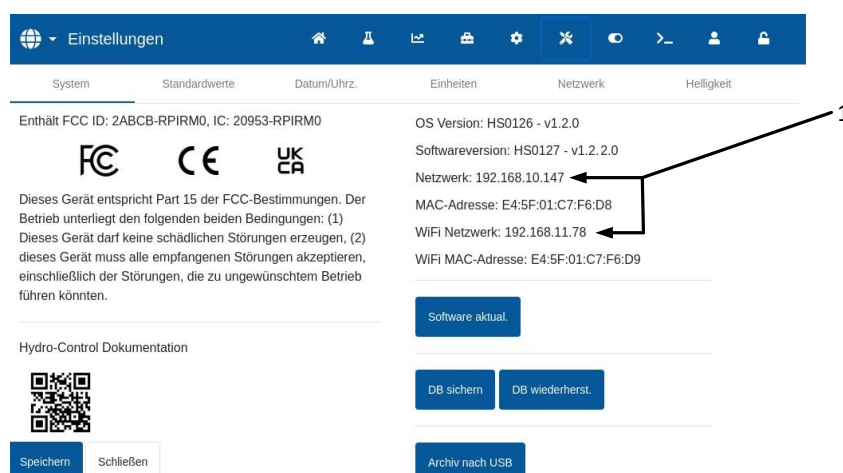 Einstellungen
System Standardwerte Datum/Uhrz. Einheiten Netzwerk Helligkeit
Enthält FCC ID: 2ABCB-RPIRM0, IC: 20953-RPIRM0
FC CE UK CA
Dieses Gerät entspricht Part 15 der FCC-Bestimmungen. Der
Betrieb unterliegt den folgenden beiden Bedingungen: (1)
Dieses Gerät darf keine schädlichen Störungen erzeugen, (2)
dieses Gerät muss alle empfangenen Störungen akzeptieren,
einschließlich der Störungen, die zu ungewünschtem Betrieb
führen könnten.
Hydro-Control Dokumentation
Speichern Schließen
OS Version: HS0126 - v1.2.0
Softwareversion: HS0127 - v1.2.2.0
Netzwerk: 192.168.10.147
MAC-Adresse: E4:5F:01:C7:F6:D8
WiFi Netzwerk: 192.168.11.78
WiFi MAC-Adresse: E4:5F:01:C7:F6:D9
Software aktual.
DB sichern DB wiederherst.
Archiv nach USB
1